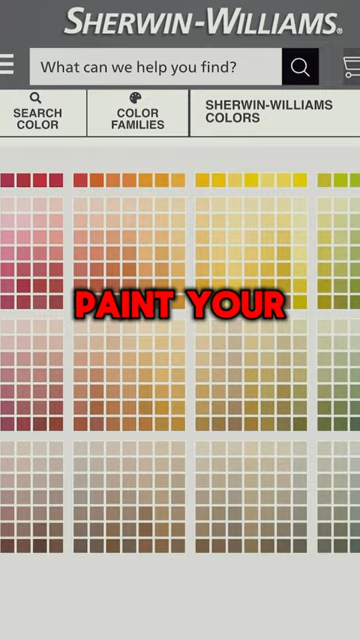 SHERWIN-WILLIAMS®
What can we help you find?
SEARCH
COLOR
COLOR
FAMILIES
SHERWIN-WILLIAMS
COLORS
PAINT YOUR